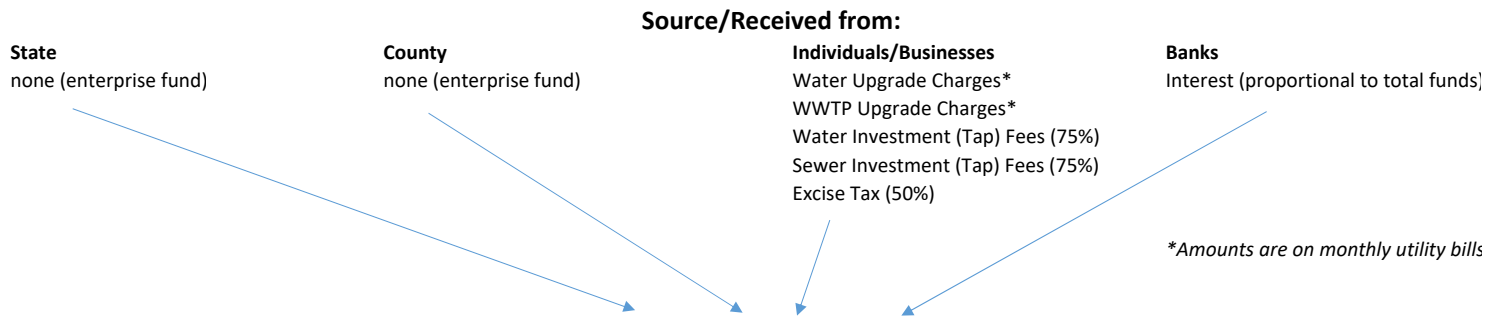 Source/Received from:
State
none (enterprise fund)
County
none (enterprise fund)
Individuals/Businesses
Water Upgrade Charges*
WWTP Upgrade Charges*
Water Investment (Tap) Fees (75%)
Sewer Investment (Tap) Fees (75%)
Excise Tax (50%)
Banks
Interest (proportional to total funds)
*Amounts are on monthly utility bills